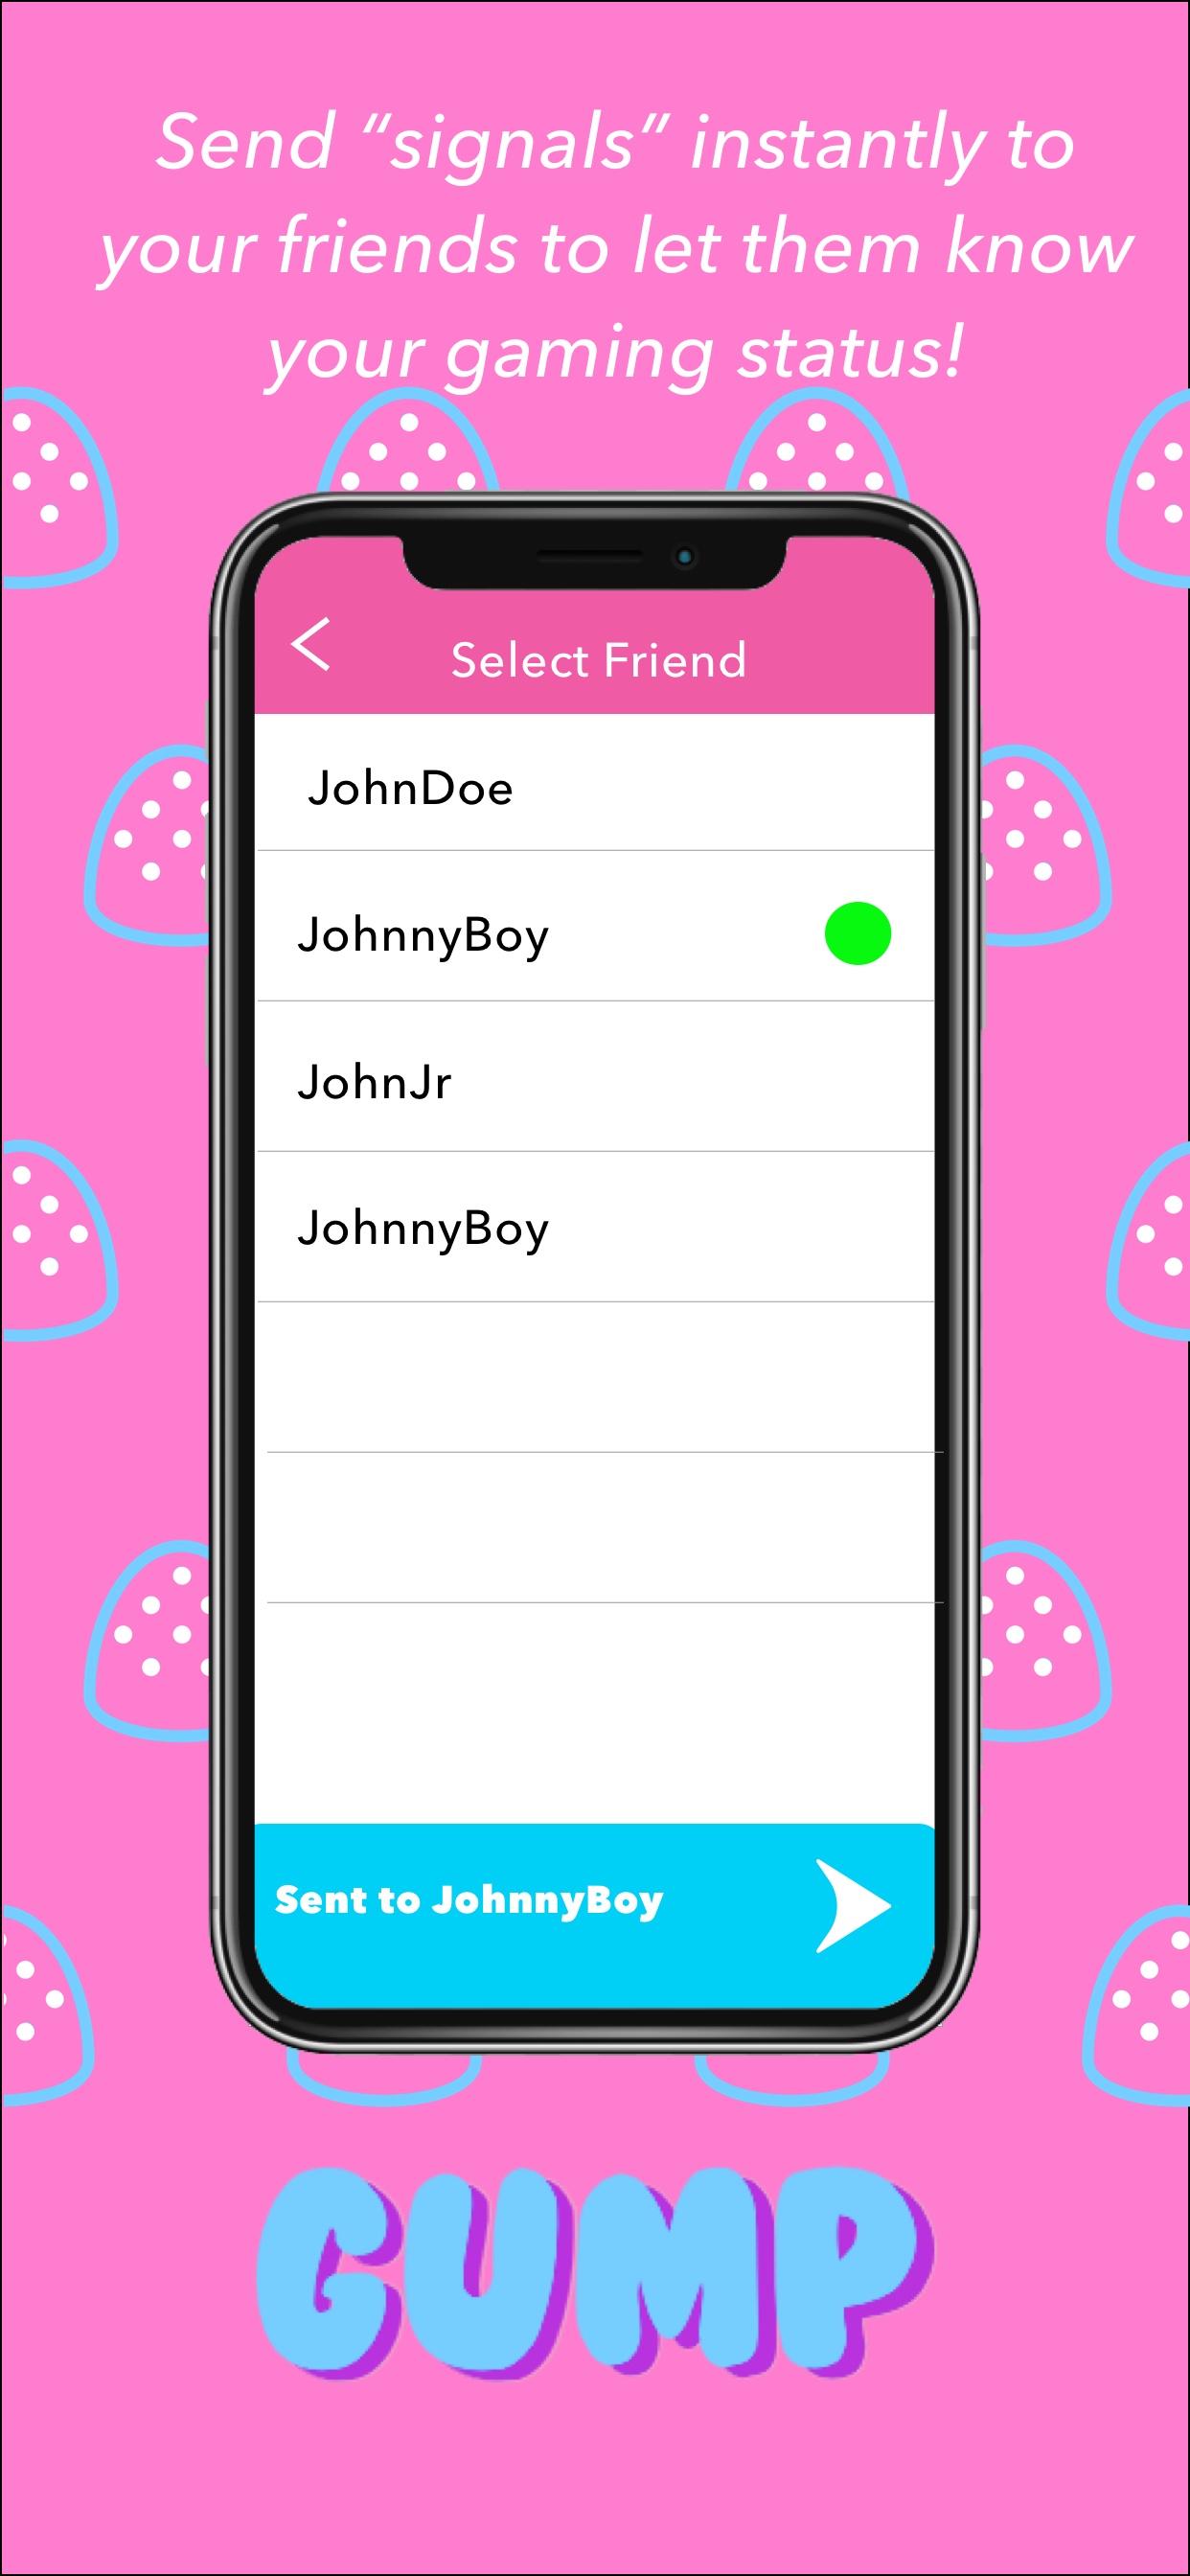 Send “signals” instantly to
your friends to let them know
your gaming status!
Select Friend
JohnDoe
JohnnyBoy
JohnJr
JohnnyBoy
Sent to JohnnyBoy
GUMP